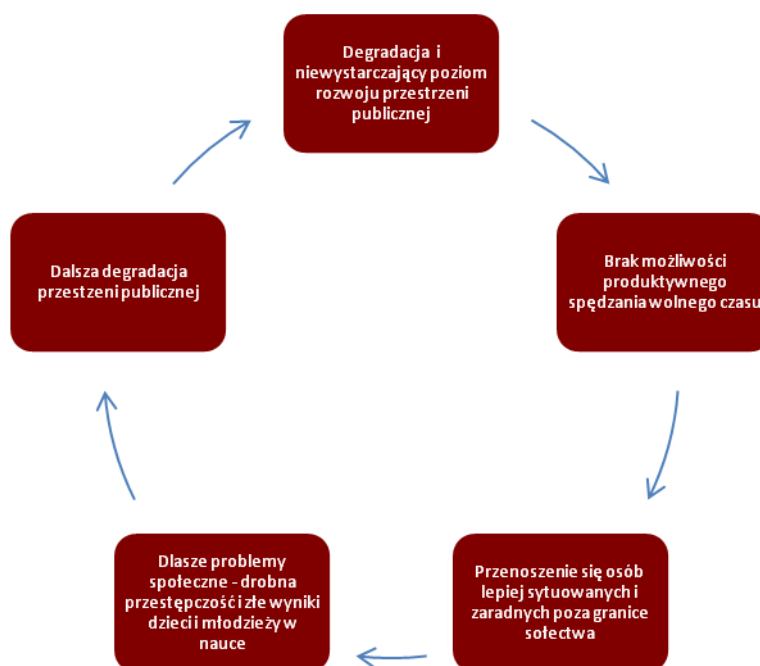 Degradacja i
niewystarczający poziom
rozwoju przestrzeni
publicznej
Brak możliwości
produktywnego
spędzania wolnego czasu
Przenoszenie się osób
lepiej sytuowanych i
zaradnych poza granice
sołectwa
Dlasze problemy
społeczne - drobna
przestępczość i złe wyniki
dzieci i młodzieży w
nauce
Dalsza degradacja
przestzeni publicznej